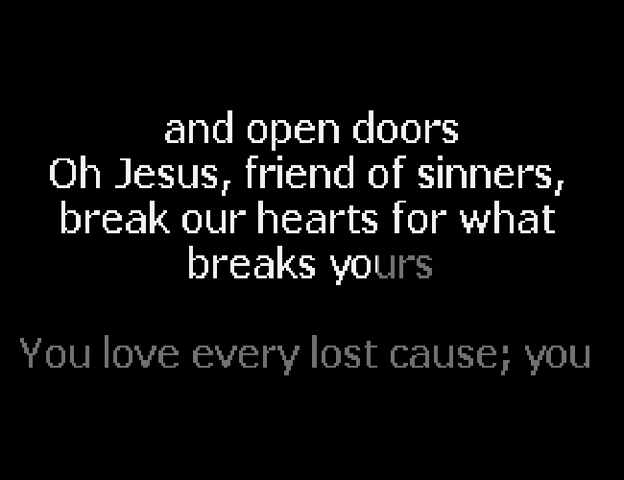 and open doors
Oh Jesus, friend of sinners,
break our hearts for what
breaks yours
You love every lost cause; you